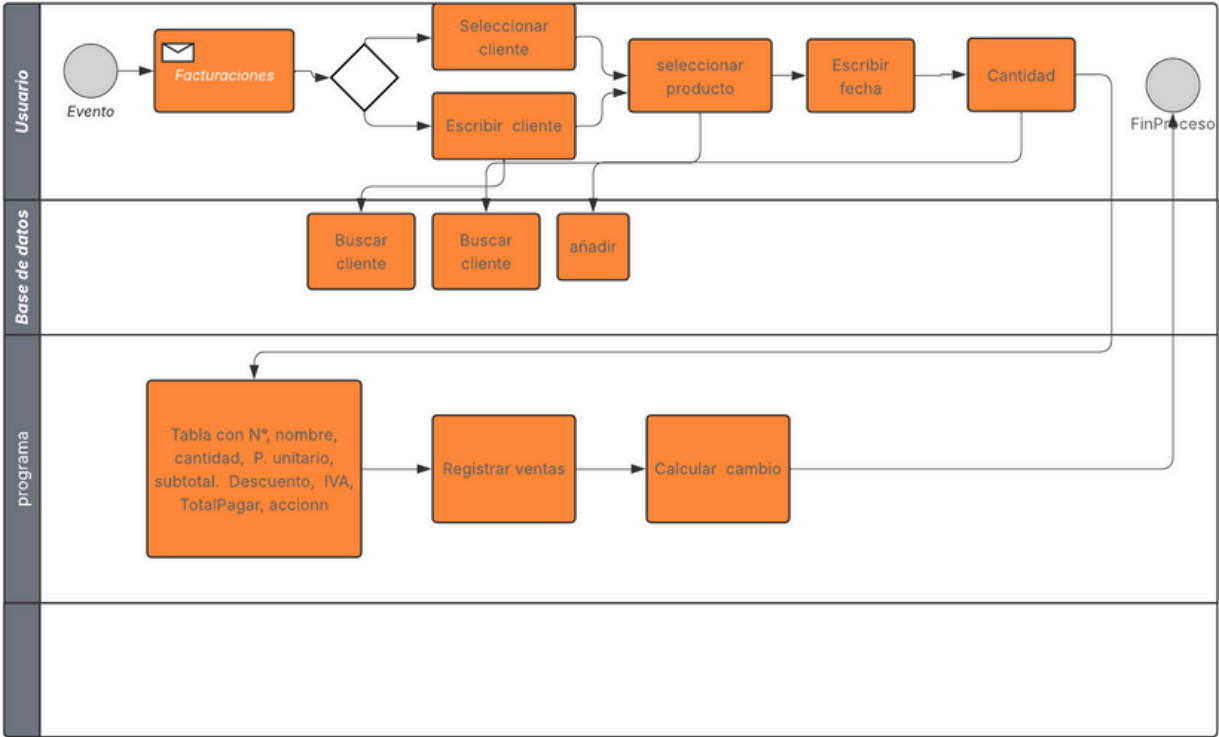 Usuario
Evento
Facturaciones
Seleccionar
cliente
Escribir cliente
seleccionar
producto
Escribir
fecha
Cantidad
FinProceso
Base de datos
Buscar
cliente
Buscar
cliente
añadir
programa
Tabla con N°, nombre,
cantidad, P. unitario,
subtotal. Descuento, IVA,
TotalPagar, accionn
Registrar ventas
Calcular cambio